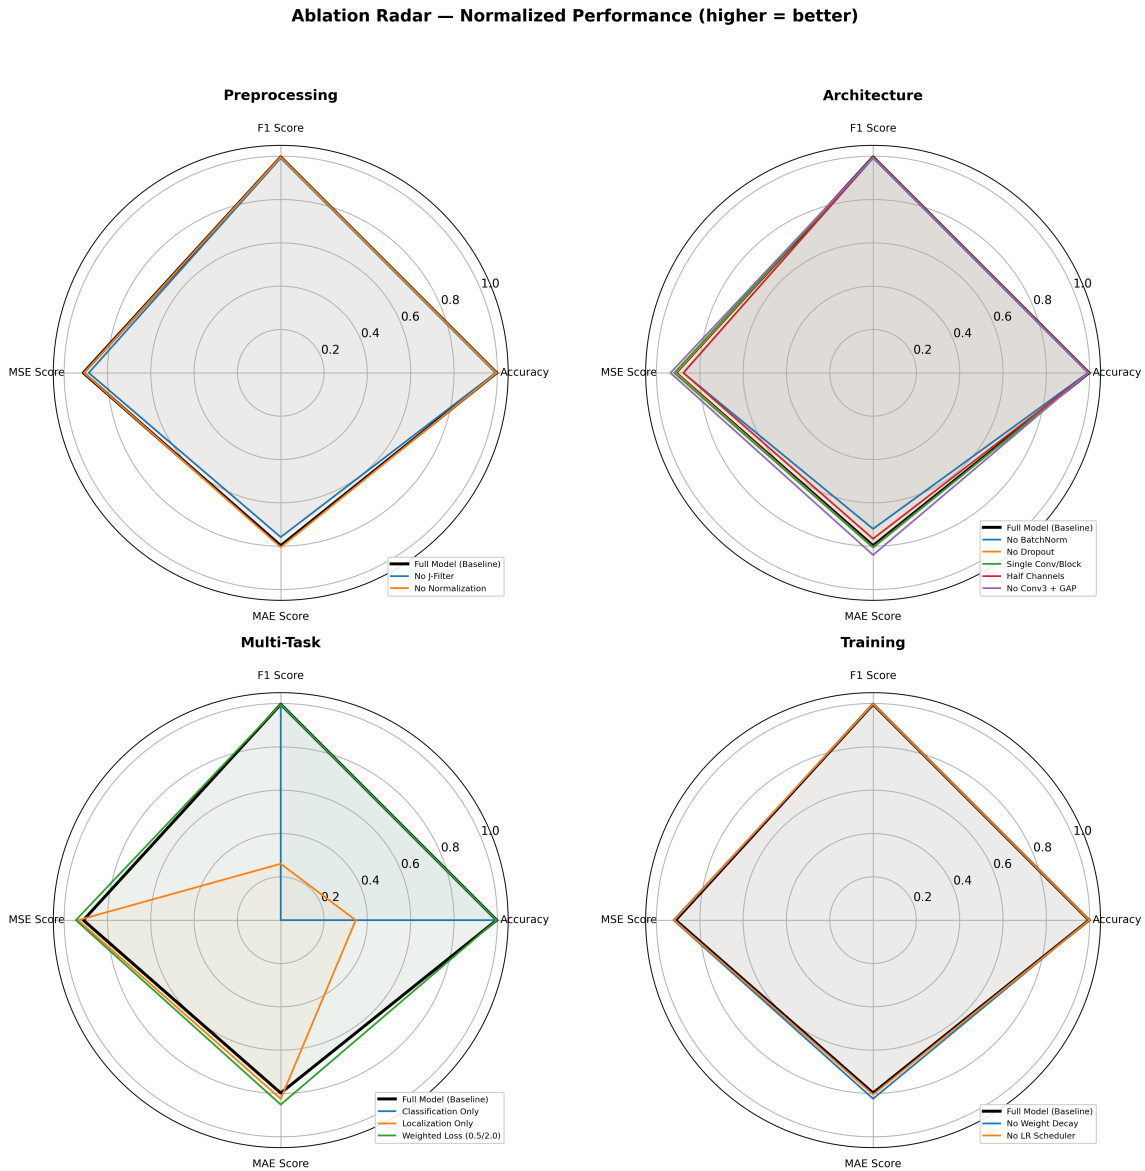 Ablation Radar — Normalized Performance (higher = better)
Preprocessing
F1 Score
MSE Score
Accuracy
MAE Score
0.2
0.4
0.6
0.8
1.0
Full Model (Baseline)
No J-Filter
No Normalization
Architecture
F1 Score
MSE Score
Accuracy
MAE Score
0.2
0.4
0.6
0.8
1.0
Full Model (Baseline)
No BatchNorm
No Dropout
Single Conv/Block
Half Channels
No Conv3 + GAP
Multi-Task
F1 Score
MSE Score
Accuracy
MAE Score
0.2
0.4
0.6
0.8
1.0
Full Model (Baseline)
Classification Only
Localization Only
Weighted Loss (0.5/2.0)
Training
F1 Score
MSE Score
Accuracy
MAE Score
0.2
0.4
0.6
0.8
1.0
Full Model (Baseline)
No Weight Decay
No LR Scheduler